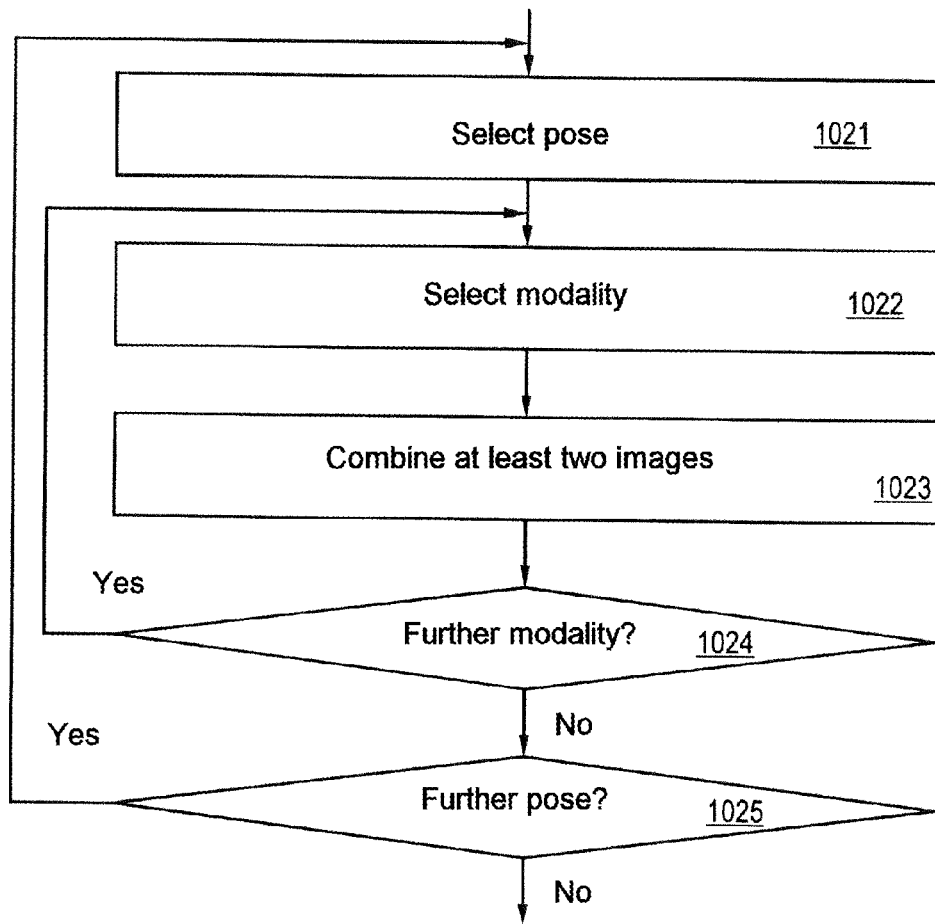 Select pose 1021
Select modality 1022
Combine at least two images
1023
Yes
Further modality? 1024
No
Yes
Further pose? 1025
No